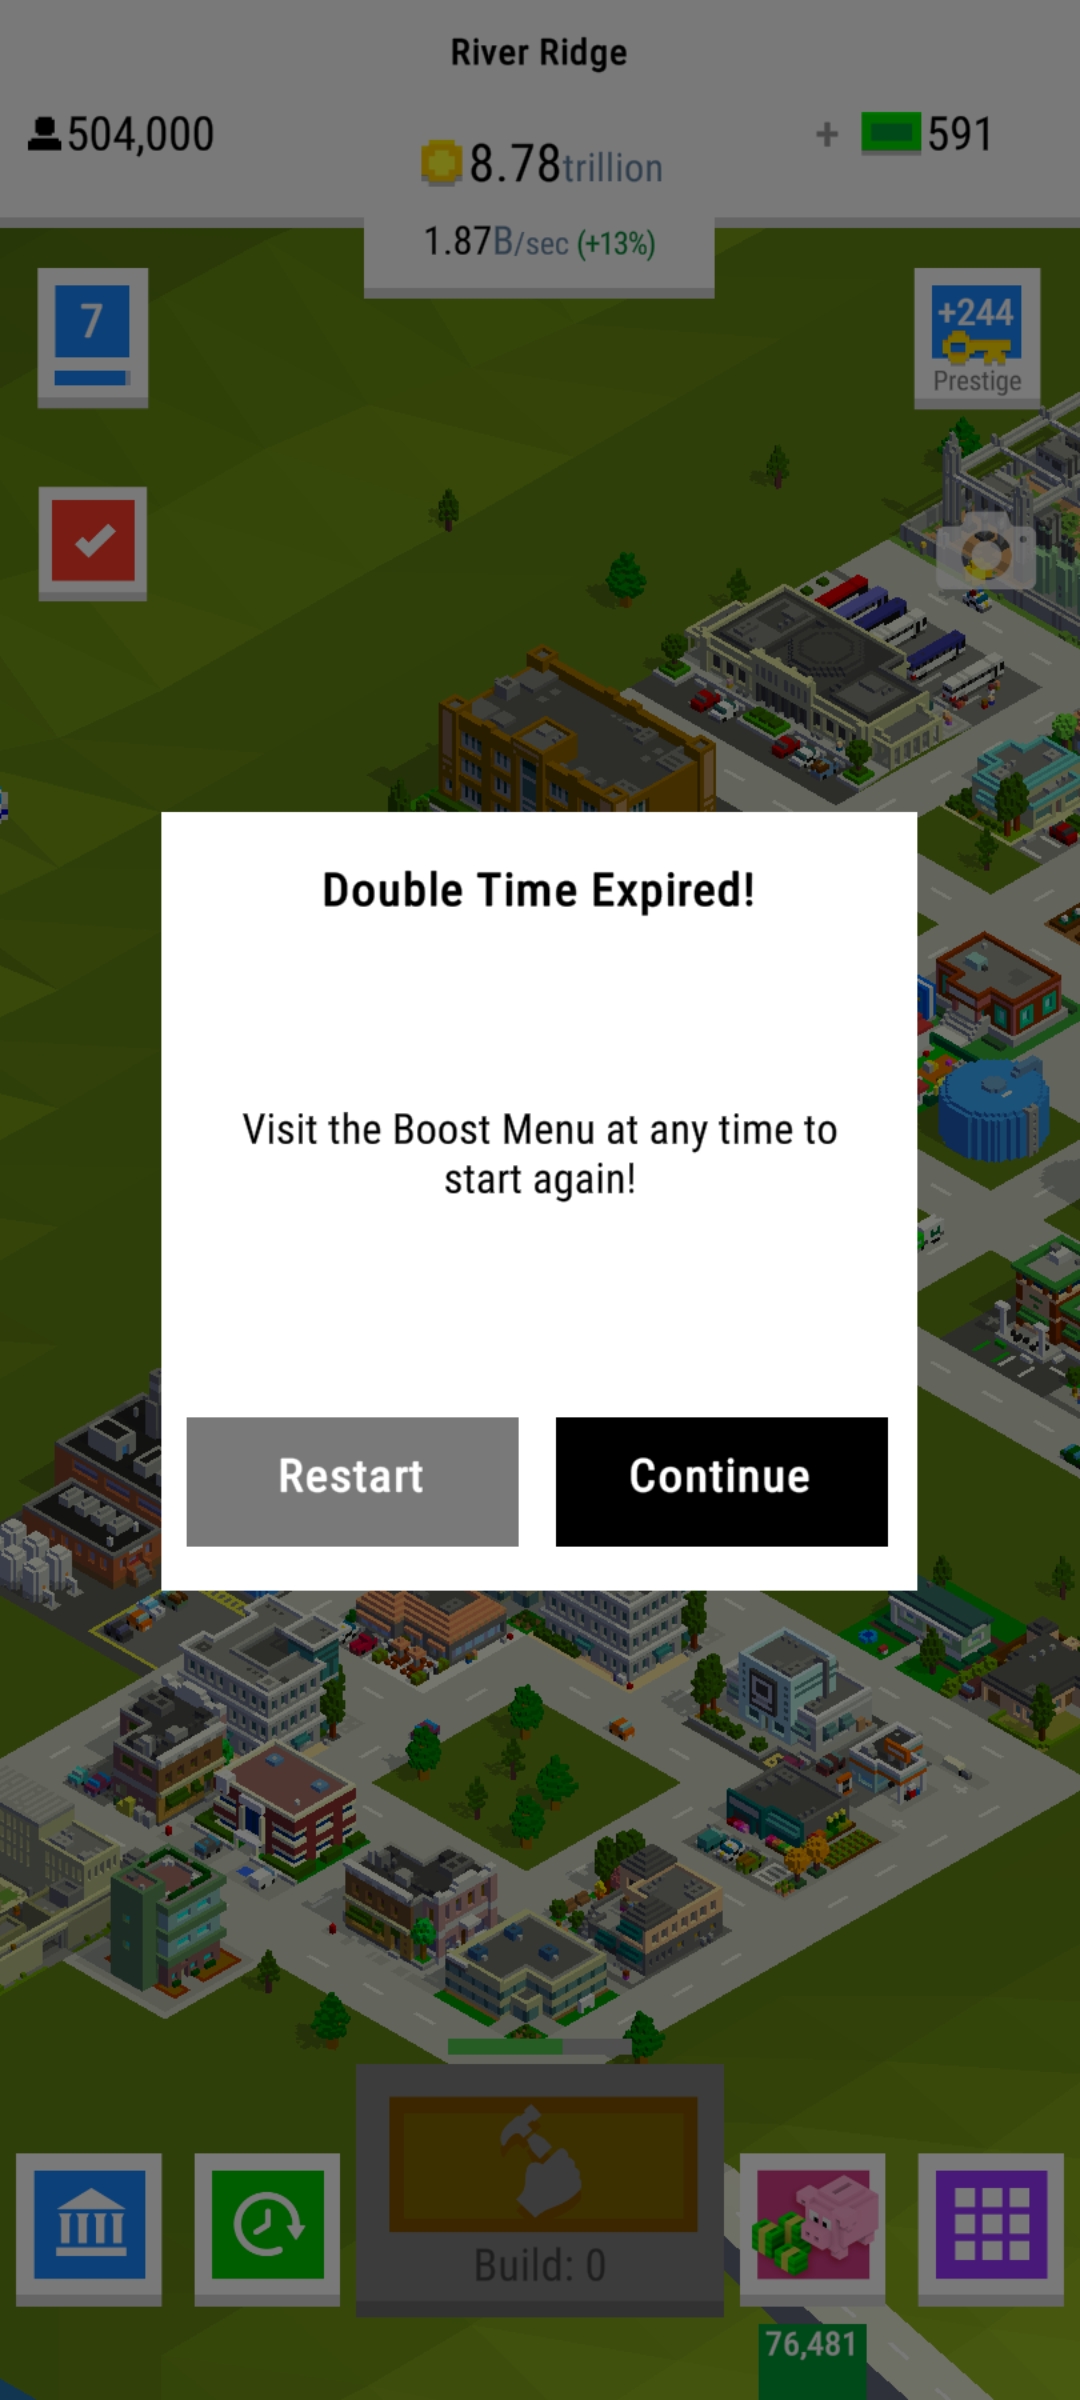 River Ridge
504,000
8.78trillion
+ 591
1.87B/sec (+13%)
7
+244
Prestige
Double Time Expired!
Visit the Boost Menu at any time to
start again!
Restart
Continue
Build: 0
76,481